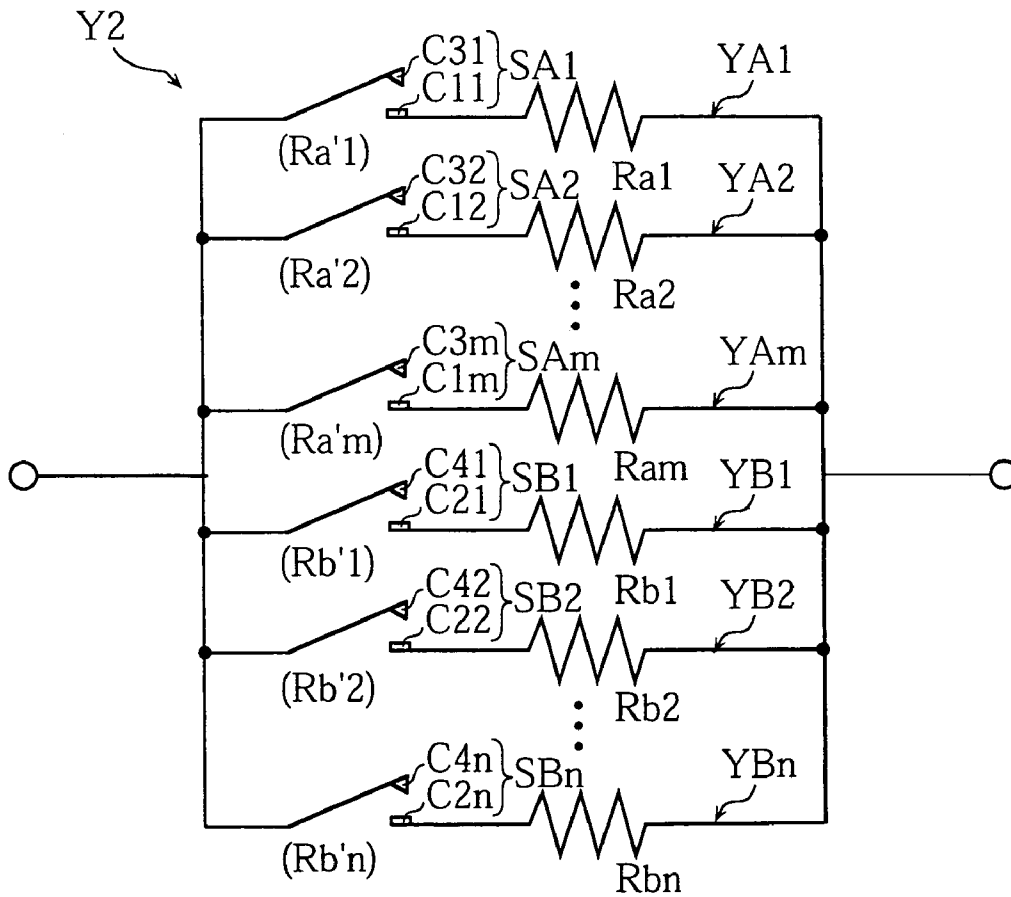 Y2
C31
C11
SA1
YA1
(Ra'1)
Ra1
C32
C12
SA2
YA2
(Ra'2)
Ra2
C3m
C1m
SAm
YAm
(Ra'm)
Ram
C41
C21
SB1
YB1
(Rb'1)
Rb1
C42
C22
SB2
YB2
(Rb'2)
Rb2
C4n
C2n
SBn
YBn
(Rb'n)
Rbn